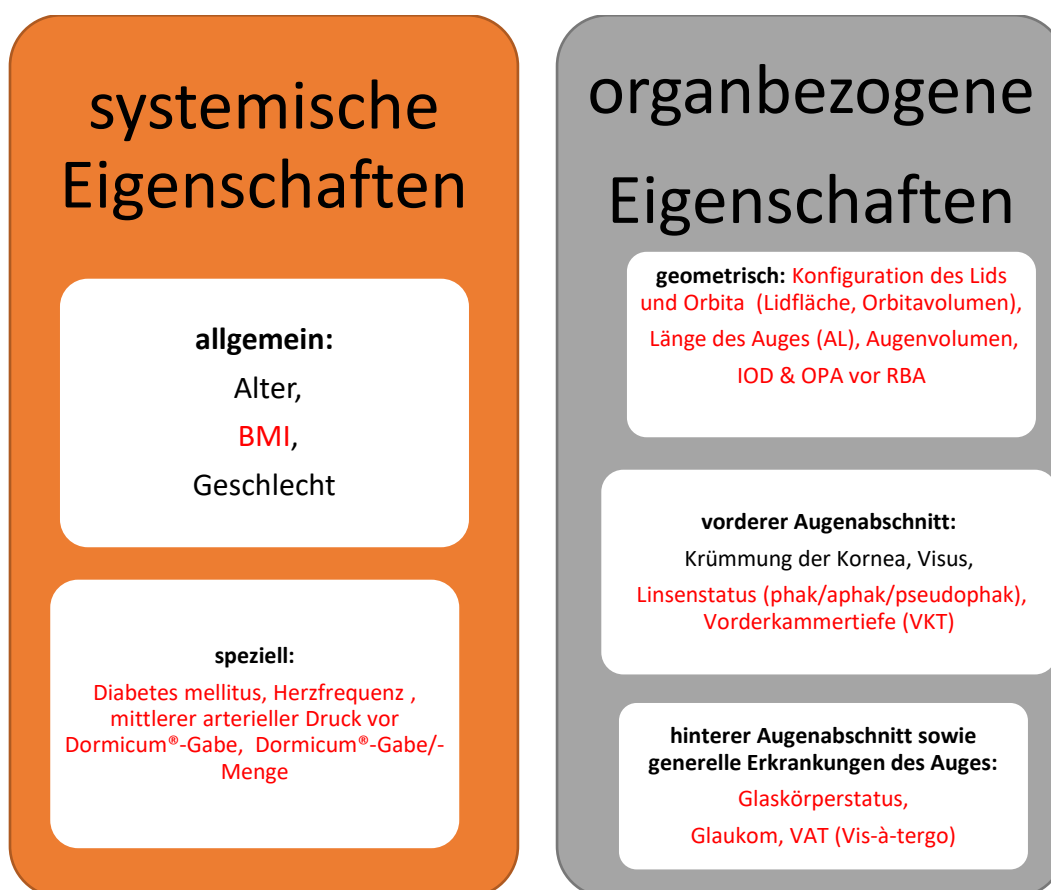 systemische
Eigenschaften
allgemein:
Alter,
BMI,
Geschlecht
speziell:
Diabetes mellitus, Herzfrequenz ,
mittlerer arterieller Druck vor
Dormicum®-Gabe,  Dormicum®-Gabe/-
Menge
organbezogene
Eigenschaften
geometrisch: Konfiguration des Lids
und Orbita  (Lidfläche, Orbitavolumen),
Länge des Auges (AL), Augenvolumen,
IOD & OPA vor RBA
vorderer Augenabschnitt:
Krümmung der Kornea, Visus,
Linsenstatus (phak/aphak/pseudophak),
Vorderkammertiefe (VKT)
hinterer Augenabschnitt sowie
generelle Erkrankungen des Auges:
Glaskörperstatus,
Glaukom, VAT (Vis-à-tergo)